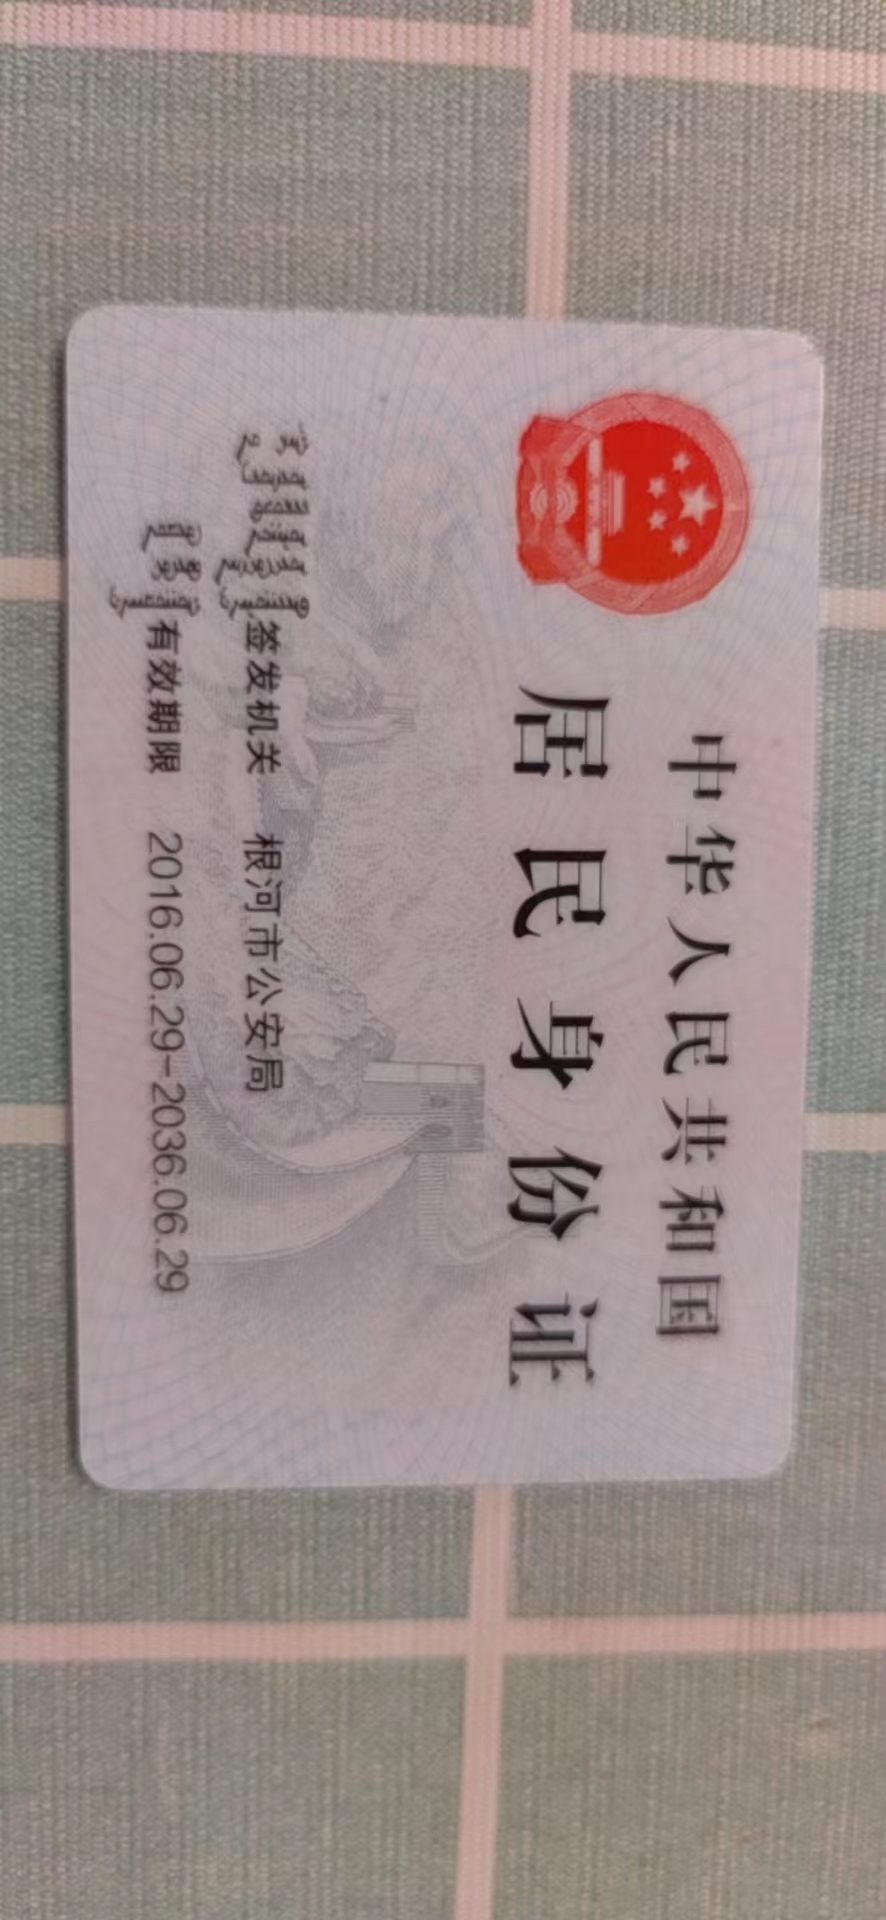 中华人民共和国
居民身份证
签发机关 根河市公安局
有效期限 2016.06.29-2036.06.29